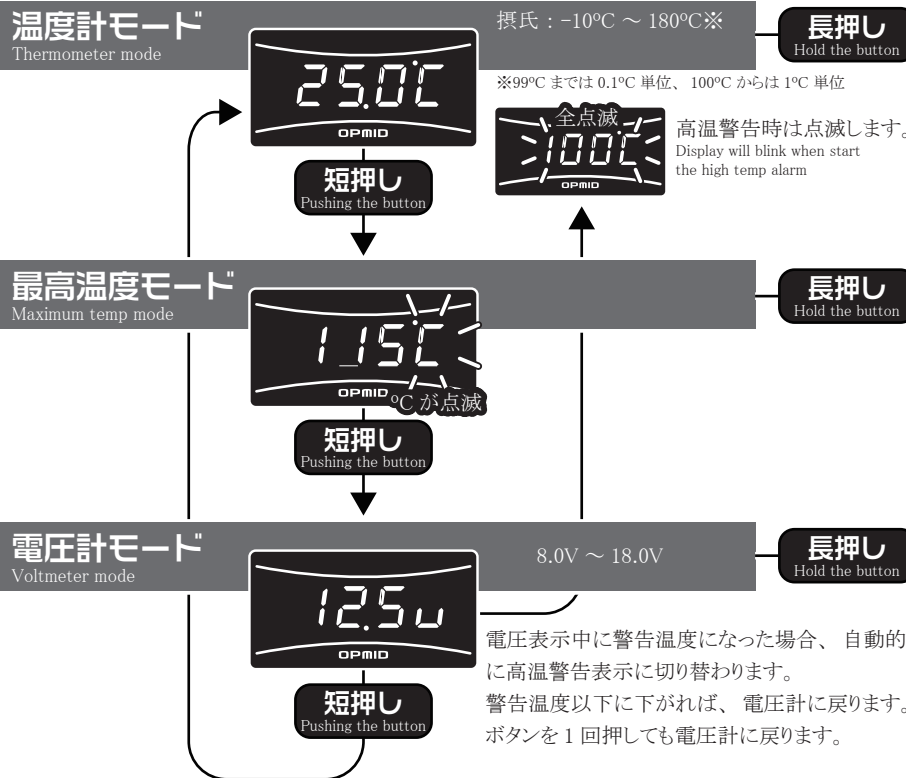 温度計モード
Thermometer mode
摂氏：-10ºC ～ 180ºC※
長押し
Hold the button
25.0℃
OPMID
※99ºC までは 0.1ºC 単位、100ºC からは 1ºC 単位
全点滅
100℃
OPMID
高温警告時は点滅します。
Display will blink when start
the high temp alarm
短押し
Pushing the button
最高温度モード
Maximum temp mode
長押し
Hold the button
115℃
OPMID
ºC が点滅
短押し
Pushing the button
電圧計モード
Voltmeter mode
8.0V ～ 18.0V
長押し
Hold the button
12.5u
OPMID
電圧表示中に警告温度になった場合、自動的
に高温警告表示に切り替わります。
警告温度以下に下がれば、電圧計に戻ります。
ボタンを 1 回押しても電圧計に戻ります。
短押し
Pushing the button